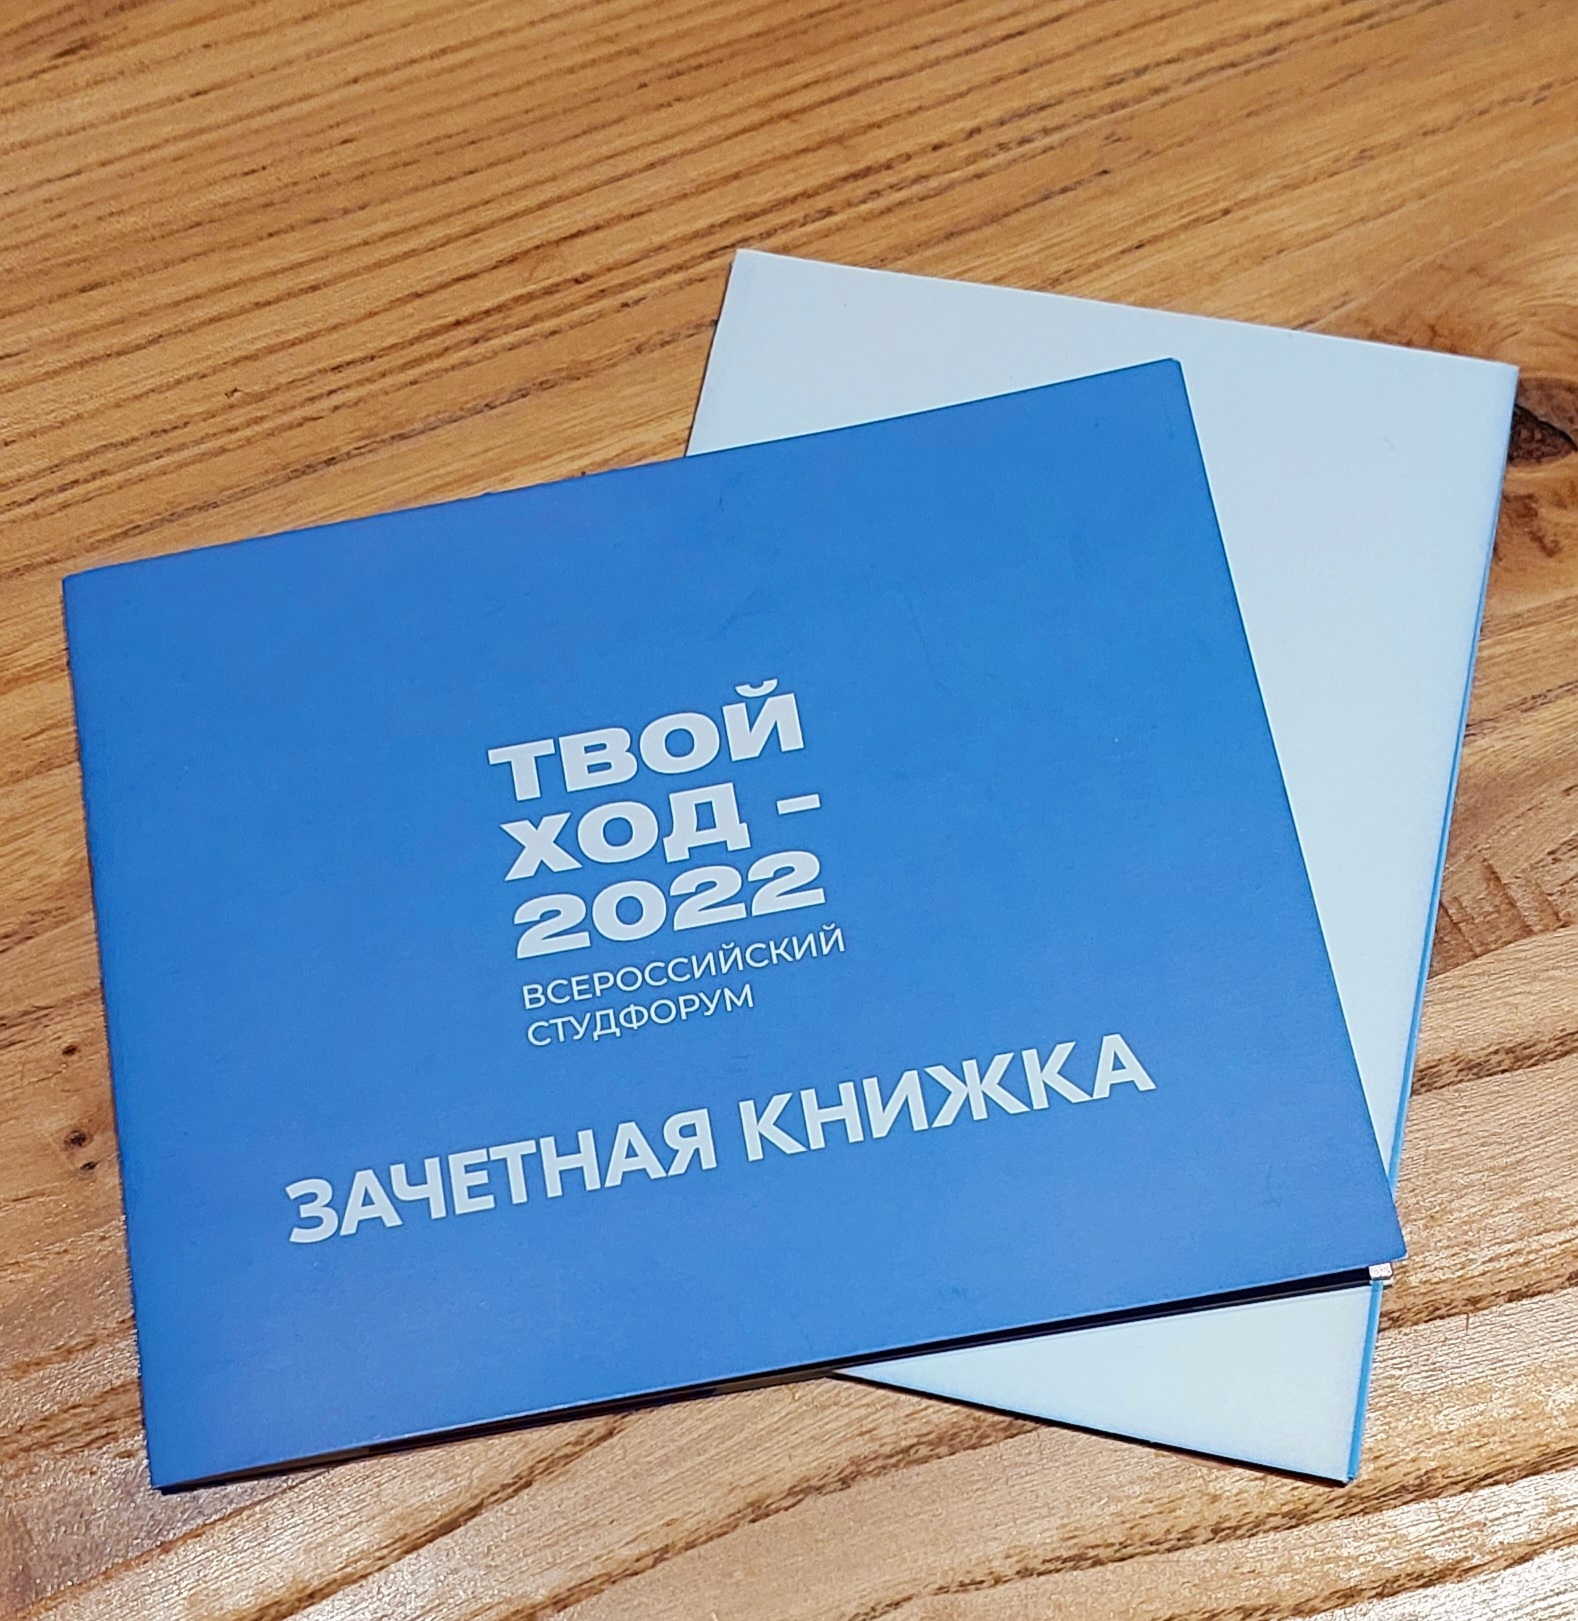 ТВОЙ
ХОД -
2022
ВСЕРОССИЙСКИЙ
СТУДФОРУМ
ЗАЧЕТНАЯ КНИЖКА